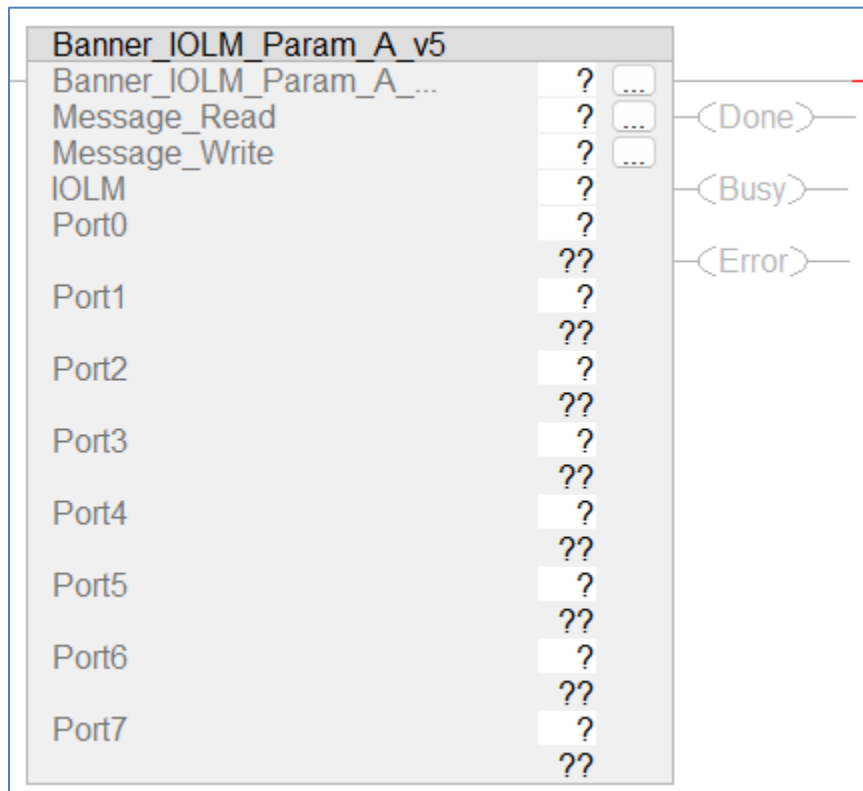 Banner_IOLM_Param_A_v5
Banner_IOLM_Param_A_... ? ...
Message_Read ? ... Done
Message_Write ? ...
IOLM ? Busy
Port0 ?
?? Error
Port1 ?
??
Port2 ?
??
Port3 ?
??
Port4 ?
??
Port5 ?
??
Port6 ?
??
Port7 ?
??